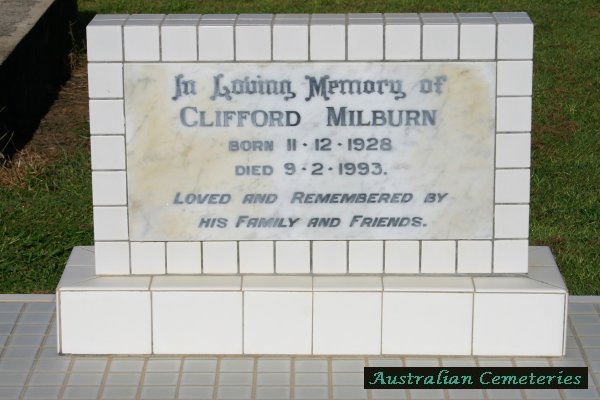 In Loving Memory of
CLIFFORD MILBURN
BORN 11·12·1928
DIED 9·2·1993.
LOVED AND REMEMBERED BY
HIS FAMILY AND FRIENDS.
Australian Cemeteries